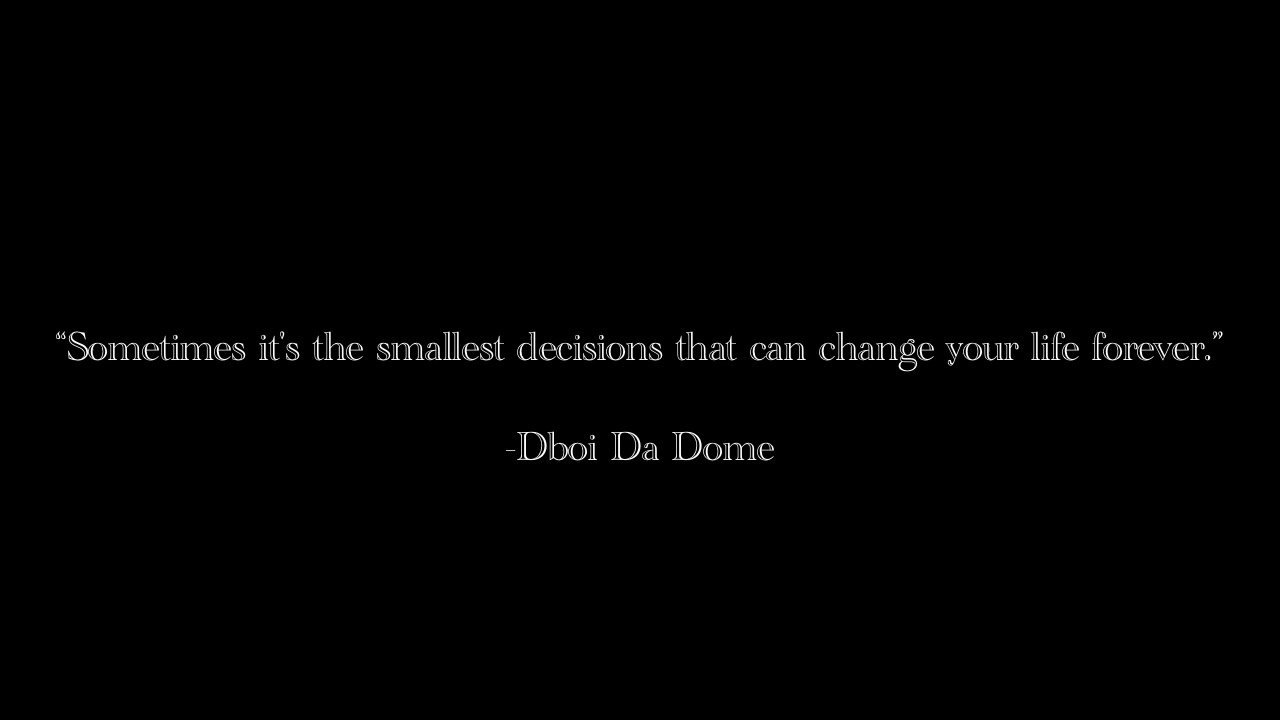 “Sometimes it's the smallest decisions that can change your life forever.”
-Dboi Da Dome